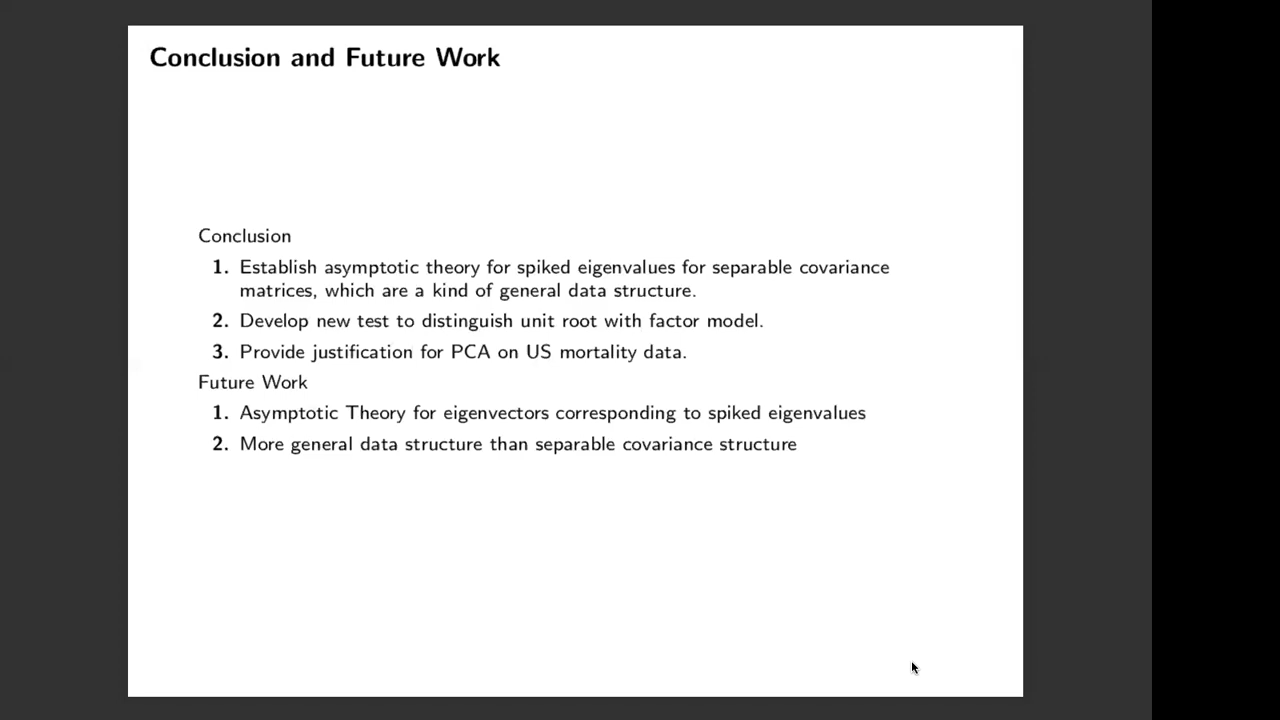 Conclusion and Future Work
Conclusion
1. Establish asymptotic theory for spiked eigenvalues for separable covariance
matrices, which are a kind of general data structure.
2. Develop new test to distinguish unit root with factor model.
3. Provide justification for PCA on US mortality data.
Future Work
1. Asymptotic Theory for eigenvectors corresponding to spiked eigenvalues
2. More general data structure than separable covariance structure